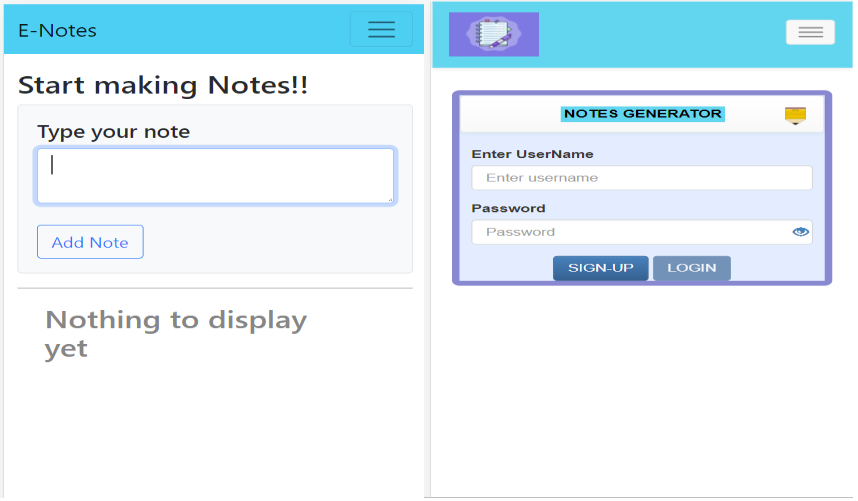 E-Notes
Start making Notes!!
Type your note
Add Note
Nothing to display
yet
NOTES GENERATOR
Enter UserName
Enter username
Password
Password
SIGN-UP
LOGIN